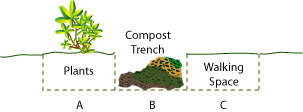 Compost
Trench
Plants
Walking
Space
A
B
C